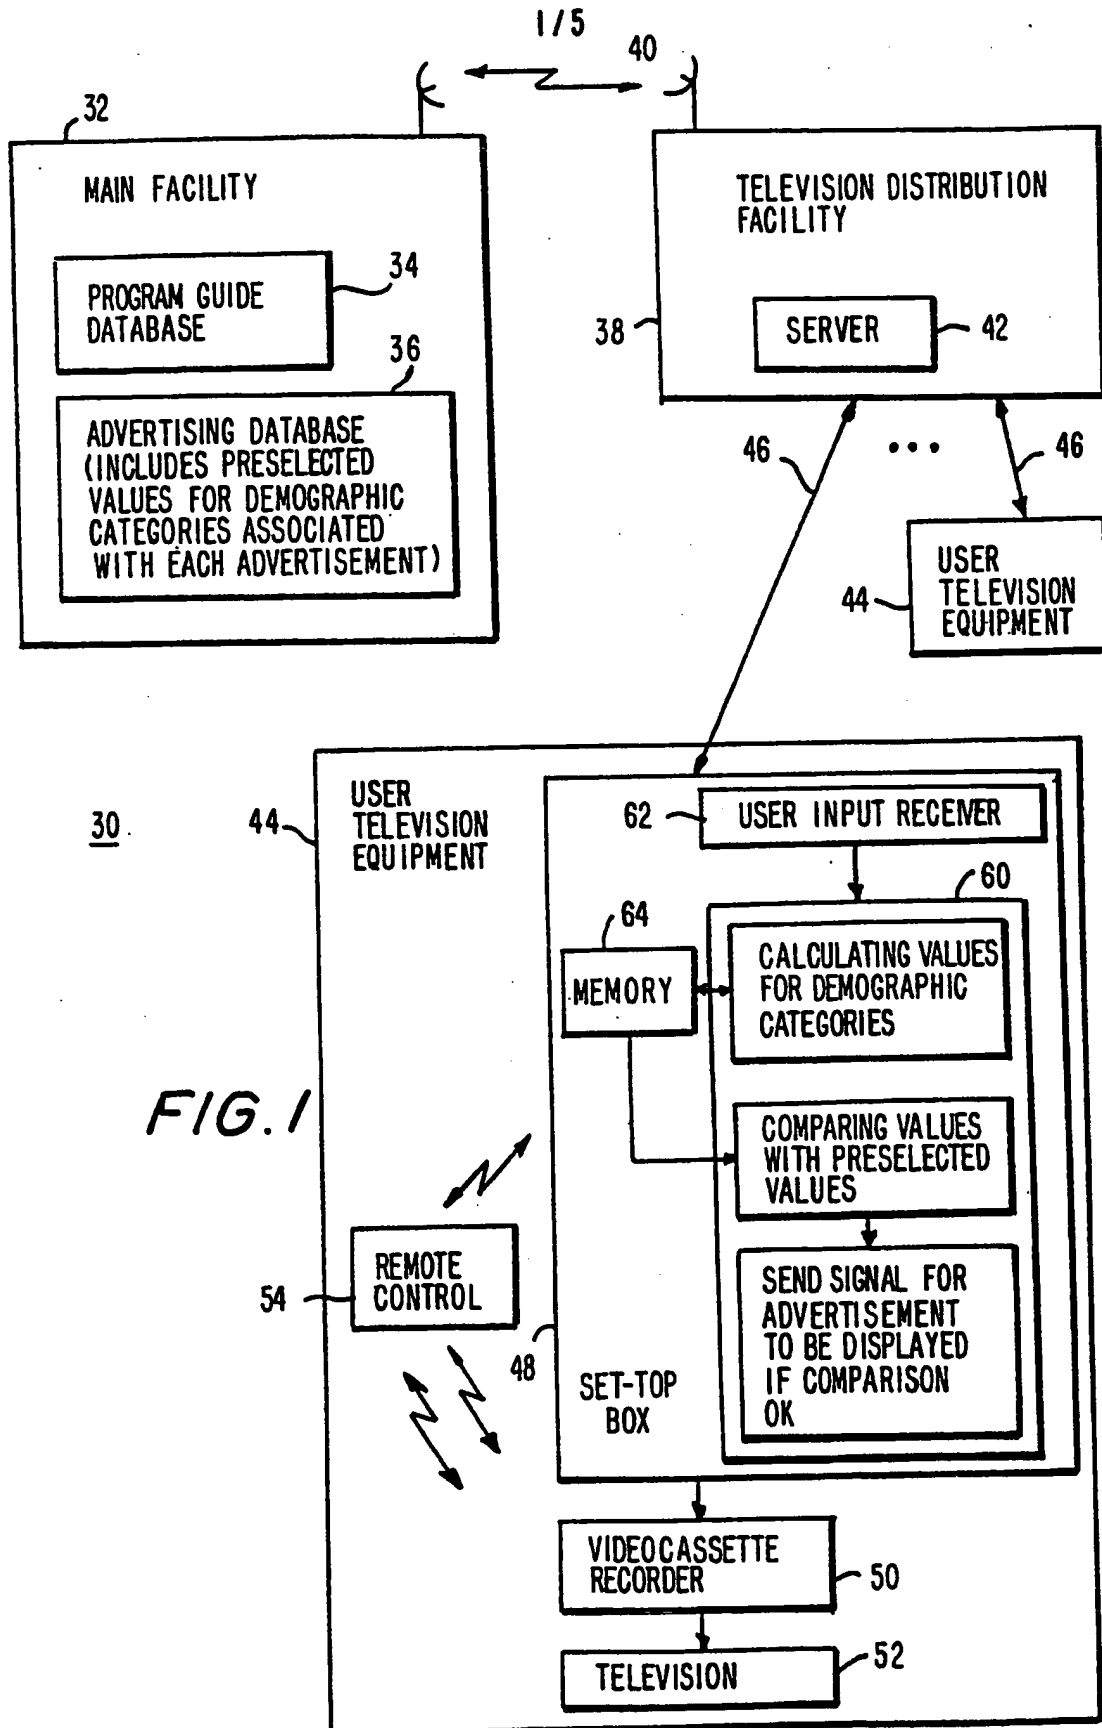 1/5
40
32
MAIN FACILITY
34
PROGRAM GUIDE
DATABASE
36
ADVERTISING DATABASE
(INCLUDES PRESELECTED
VALUES FOR DEMOGRAPHIC
CATEGORIES ASSOCIATED
WITH EACH ADVERTISEMENT)
TELEVISION DISTRIBUTION
FACILITY
38
SERVER
42
46
...
46
44
USER
TELEVISION
EQUIPMENT
30
44
USER
TELEVISION
EQUIPMENT
62
USER INPUT RECEIVER
60
64
MEMORY
CALCULATING VALUES
FOR DEMOGRAPHIC
CATEGORIES
FIG. 1
COMPARING VALUES
WITH PRESELECTED
VALUES
54
REMOTE
CONTROL
SEND SIGNAL FOR
ADVERTISEMENT
TO BE DISPLAYED
IF COMPARISON
OK
48
SET-TOP
BOX
VIDEOCASSETTE
RECORDER
50
TELEVISION
52